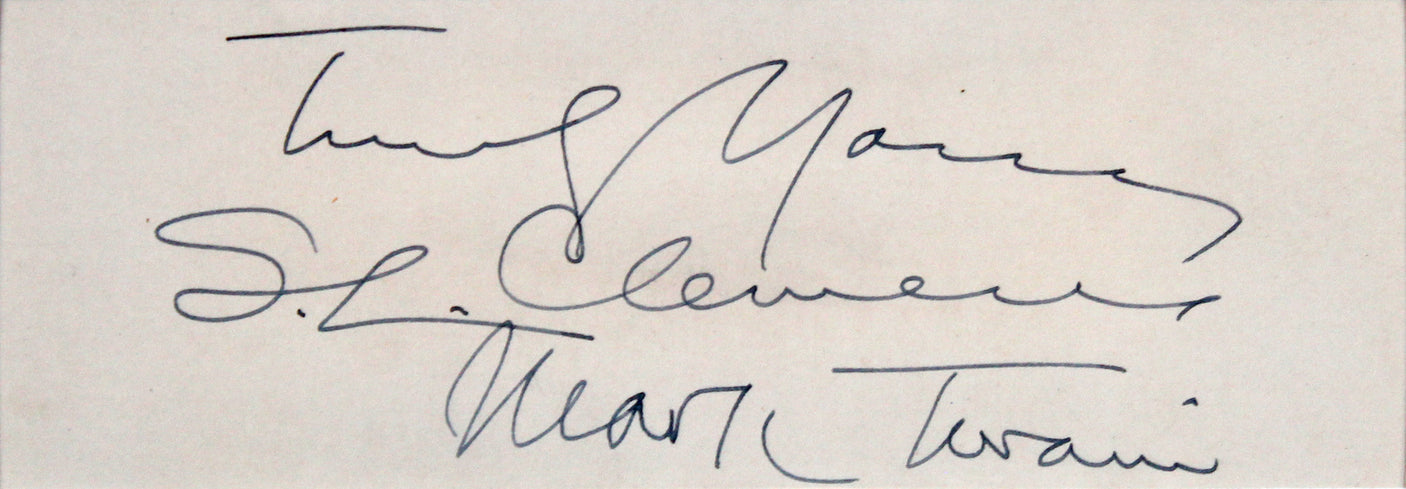 Truly Yours
S. L. Clemens
Mark Twain